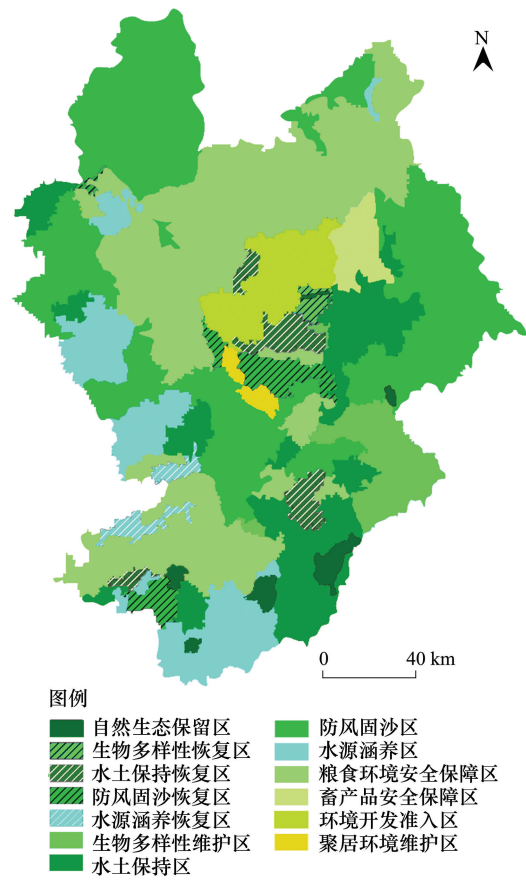 N
0 40 km
图例
自然生态保留区
生物多样性恢复区
水土保持恢复区
防风固沙恢复区
水源涵养恢复区
生物多样性维护区
水土保持区
防风固沙区
水源涵养区
粮食环境安全保障区
畜产品安全保障区
环境开发准入区
聚居环境维护区